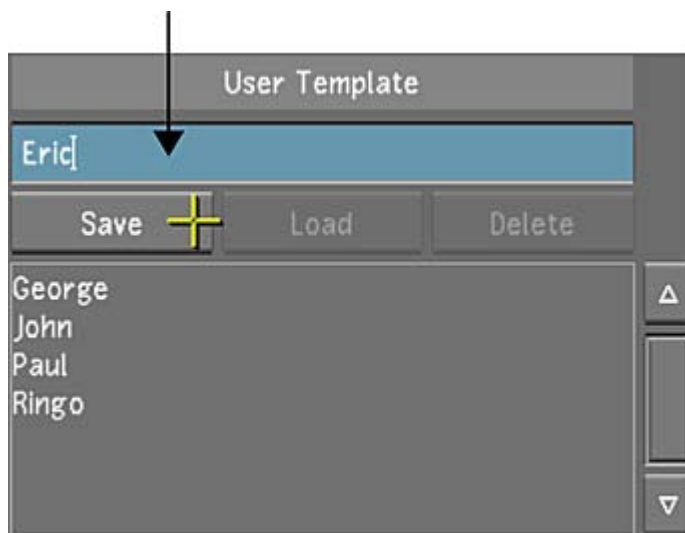 User Template
Eric
Save Load Delete
George
John
Paul
Ringo